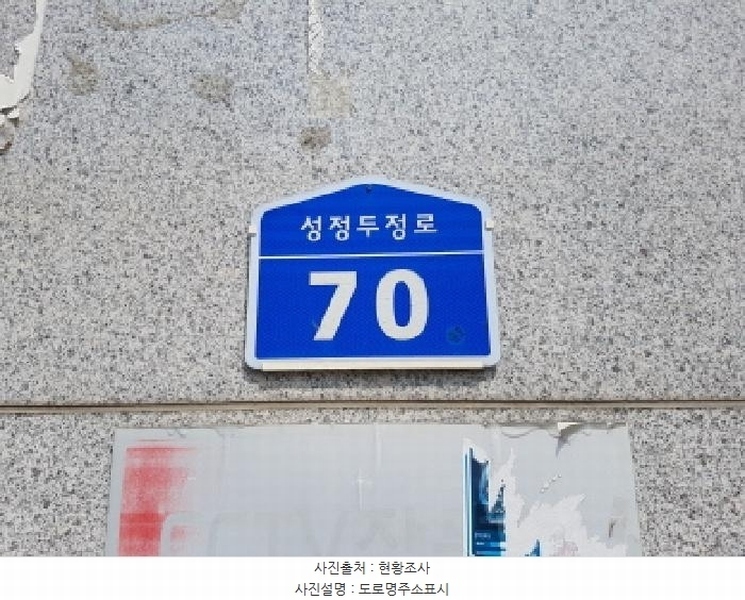 성정두정로
70
사진출처 : 현황조사
사진설명 : 도로명주소표시